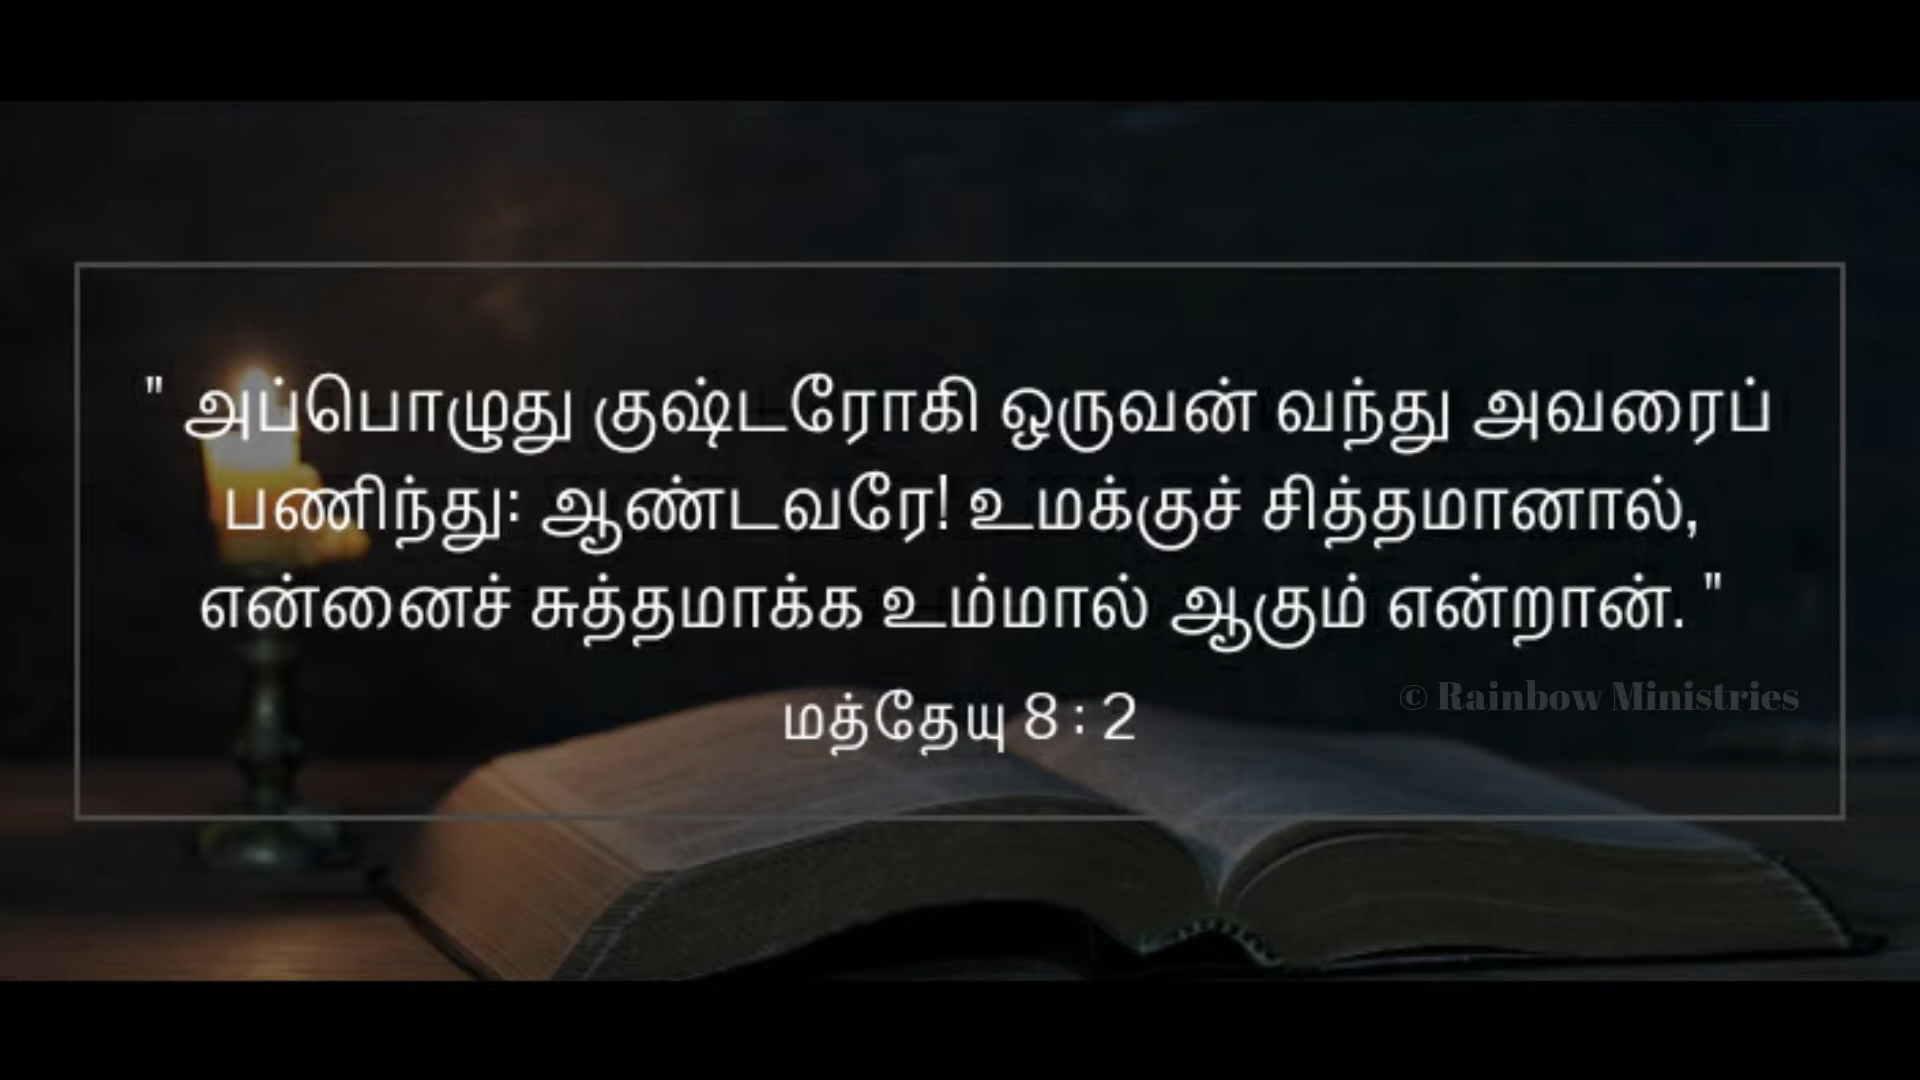 " அப்பொழுது குஷ்டரோகி ஒருவன் வந்து அவரைப்
பணிந்து: ஆண்டவரே! உமக்குச் சித்தமானால்,
என்னைச் சுத்தமாக்க உம்மால் ஆகும் என்றான். "
© Rainbow Ministries
மத்தேயு 8 : 2